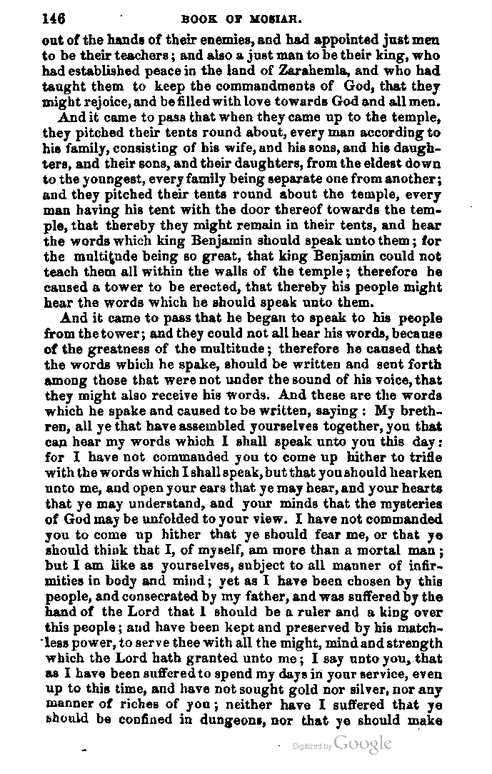 146 BOOK OF MOSIAH.
out of the hands of their enemies, and had appointed just men
to be their teachers; and also a just man to be their king, who
had established peace in the land of Zarahemla, and who had
taught them to keep the commandments of God, that they
might rejoice, and be filled with love towards God and all men.
And it came to pass that when they came up to the temple,
they pitched their tents round about, every man according to
his family, consisting of his wife, and his sons, and his daugh-
ters, and their sons, and their daughters, from the eldest down
to the youngest, every family being separate one from another;
and they pitched their tents round about the temple, every
man having his tent with the door thereof towards the tem-
ple, that thereby they might remain in their tents, and hear
the words which king Benjamin should speak unto them; for
the multitude being so great, that king Benjamin could not
teach them all within the walls of the temple; therefore he
caused a tower to be erected, that thereby his people might
hear the words which he should speak unto them.
And it came to pass that he began to speak to his people
from the tower; and they could not all hear his words, because
of the greatness of the multitude; therefore he caused that
the words which he spake, should be written and sent forth
among those that were not under the sound of his voice, that
they might also receive his words. And these are the words
which he spake and caused to be written, saying: My breth-
ren, all ye that have assembled yourselves together, you that
can hear my words which I shall speak unto you this day:
for I have not commanded you to come up hither to trifle
with the words which I shall speak, but that you should hearken
unto me, and open your ears that ye may hear, and your hearts
that ye may understand, and your minds that the mysteries
of God may be unfolded to your view. I have not commanded
you to come up hither that ye should fear me, or that ye
should think that I, of myself, am more than a mortal man;
but I am like as yourselves, subject to all manner of infir-
mities in body and mind; yet as I have been chosen by this
people, and consecrated by my father, and was suffered by the
hand of the Lord that I should be a ruler and a king over
this people; and have been kept and preserved by his match-
less power, to serve thee with all the might, mind and strength
which the Lord hath granted unto me; I say unto you, that
as I have been suffered to spend my days in your service, even
up to this time, and have not sought gold nor silver, nor any
manner of riches of you; neither have I suffered that ye
should be confined in dungeons, nor that ye should make
Digitized by Google